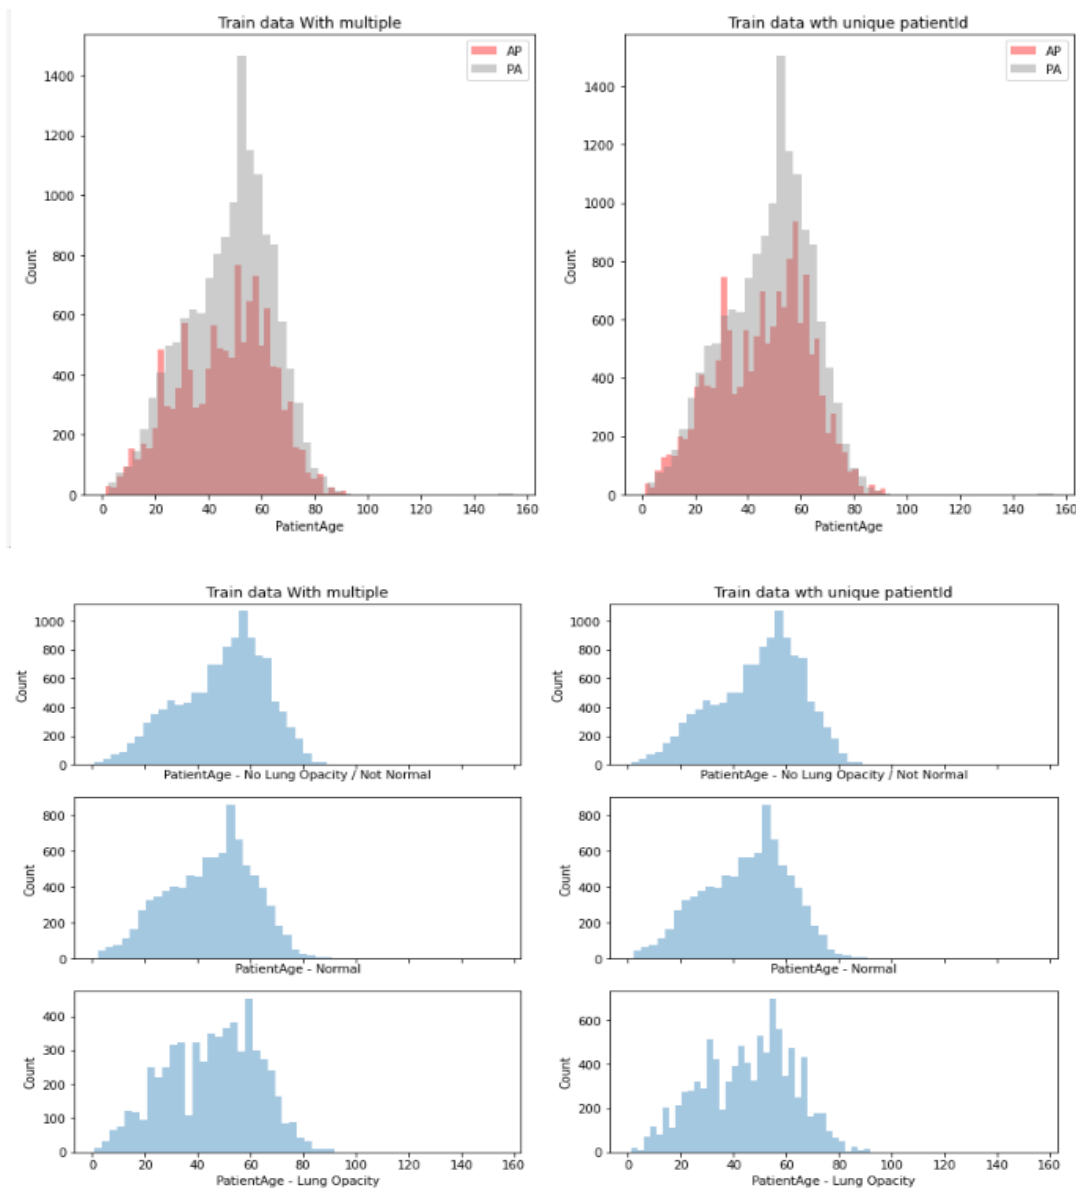 Train data With multiple
AP
PA
1400
1200
1000
800
600
400
200
0
Count
0 20 40 60 80 100 120 140 160
PatientAge
Train data wth unique patientId
AP
PA
1400
1200
1000
800
600
400
200
0
Count
0 20 40 60 80 100 120 140 160
PatientAge
Train data With multiple
1000
800
600
400
200
0
Count
PatientAge - No Lung Opacity / Not Normal
800
600
400
200
0
Count
PatientAge - Normal
400
300
200
100
0
Count
0 20 40 60 80 100 120 140 160
PatientAge - Lung Opacity
Train data wth unique patientId
1000
800
600
400
200
0
Count
PatientAge - No Lung Opacity / Not Normal
800
600
400
200
0
Count
PatientAge - Normal
600
400
200
0
Count
0 20 40 60 80 100 120 140 160
PatientAge - Lung Opacity